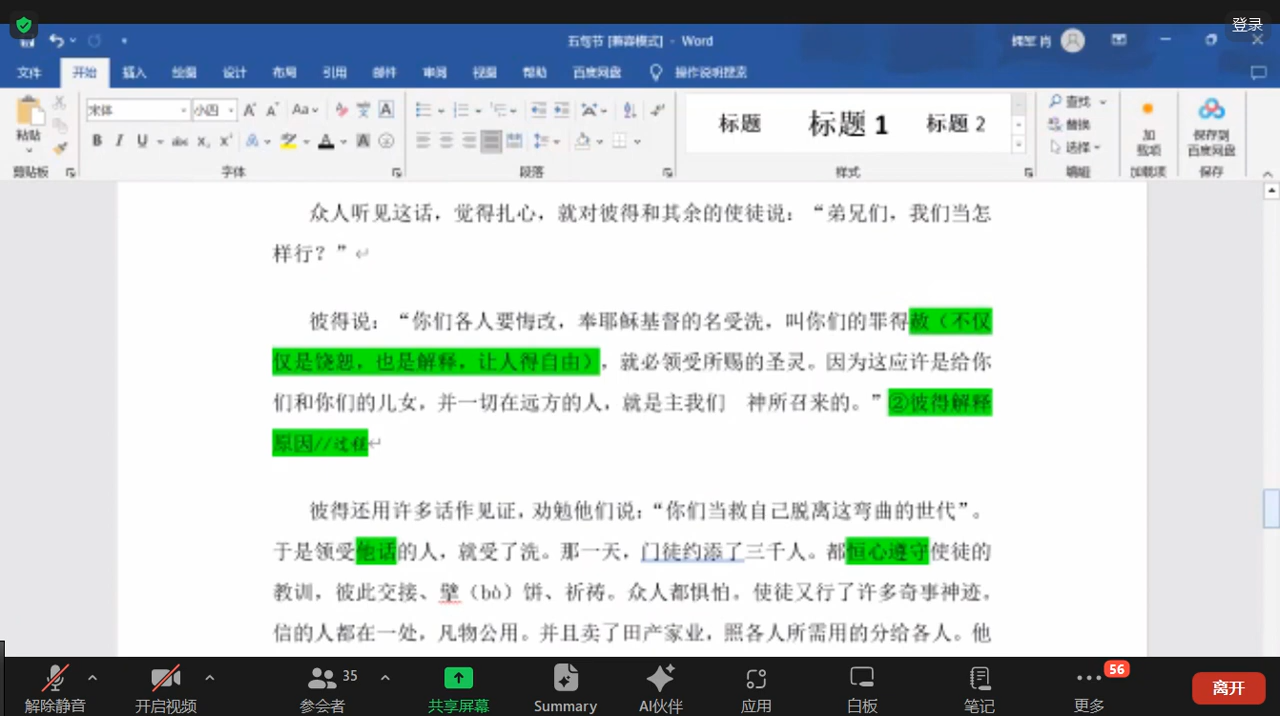 登录
五旬节 [兼容模式] - Word
文件 开始 插入 绘图 设计 布局 引用 邮件 审阅 视图 帮助 百度网盘 操作说明搜索
宋体 小四 Aa
粘贴
B I U abc
标题 标题 1 标题 2
查找
替换
选择
加
载项
保存到
百度网盘
剪贴板 字体 段落 样式 编辑 加载项 保存
众人听见这话，觉得扎心，就对彼得和其余的使徒说：“弟兄们，我们当怎
样行？”
彼得说：“你们各人要悔改，奉耶稣基督的名受洗，叫你们的罪得赦（不仅
仅是饶恕，也是解释，让人得自由），就必领受所赐的圣灵。因为这应许是给你
们和你们的儿女，并一切在远方的人，就是主我们　神所召来的。”②彼得解释
原因//过程
彼得还用许多话作见证，劝勉他们说：“你们当救自己脱离这弯曲的世代”。
于是领受他话的人，就受了洗。那一天，门徒约添了三千人。都恒心遵守使徒的
教训，彼此交接、擘（bò）饼、祈祷。众人都惧怕。使徒又行了许多奇事神迹。
信的人都在一处，凡物公用。并且卖了田产家业，照各人所需用的分给各人。他
35 56
解除静音 开启视频 参会者 共享屏幕 Summary AI伙伴 应用 白板 笔记 更多 离开